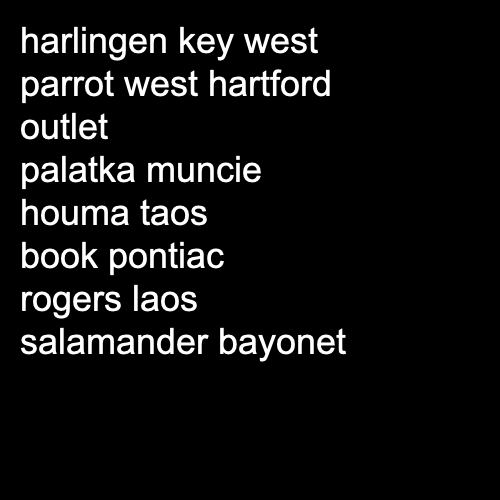 harlingen key west
parrot west hartford
outlet
palatka muncie
houma taos
book pontiac
rogers laos
salamander bayonet